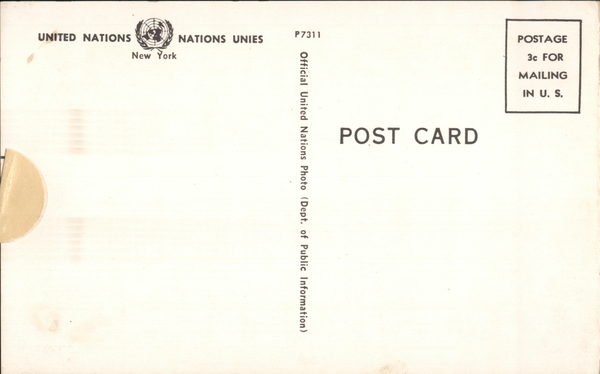 UNITED NATIONS NATIONS UNIES
New York
P7311
Official United Nations Photo (Dept. of Public Information)
POST CARD
POSTAGE
3c FOR
MAILING
IN U. S.